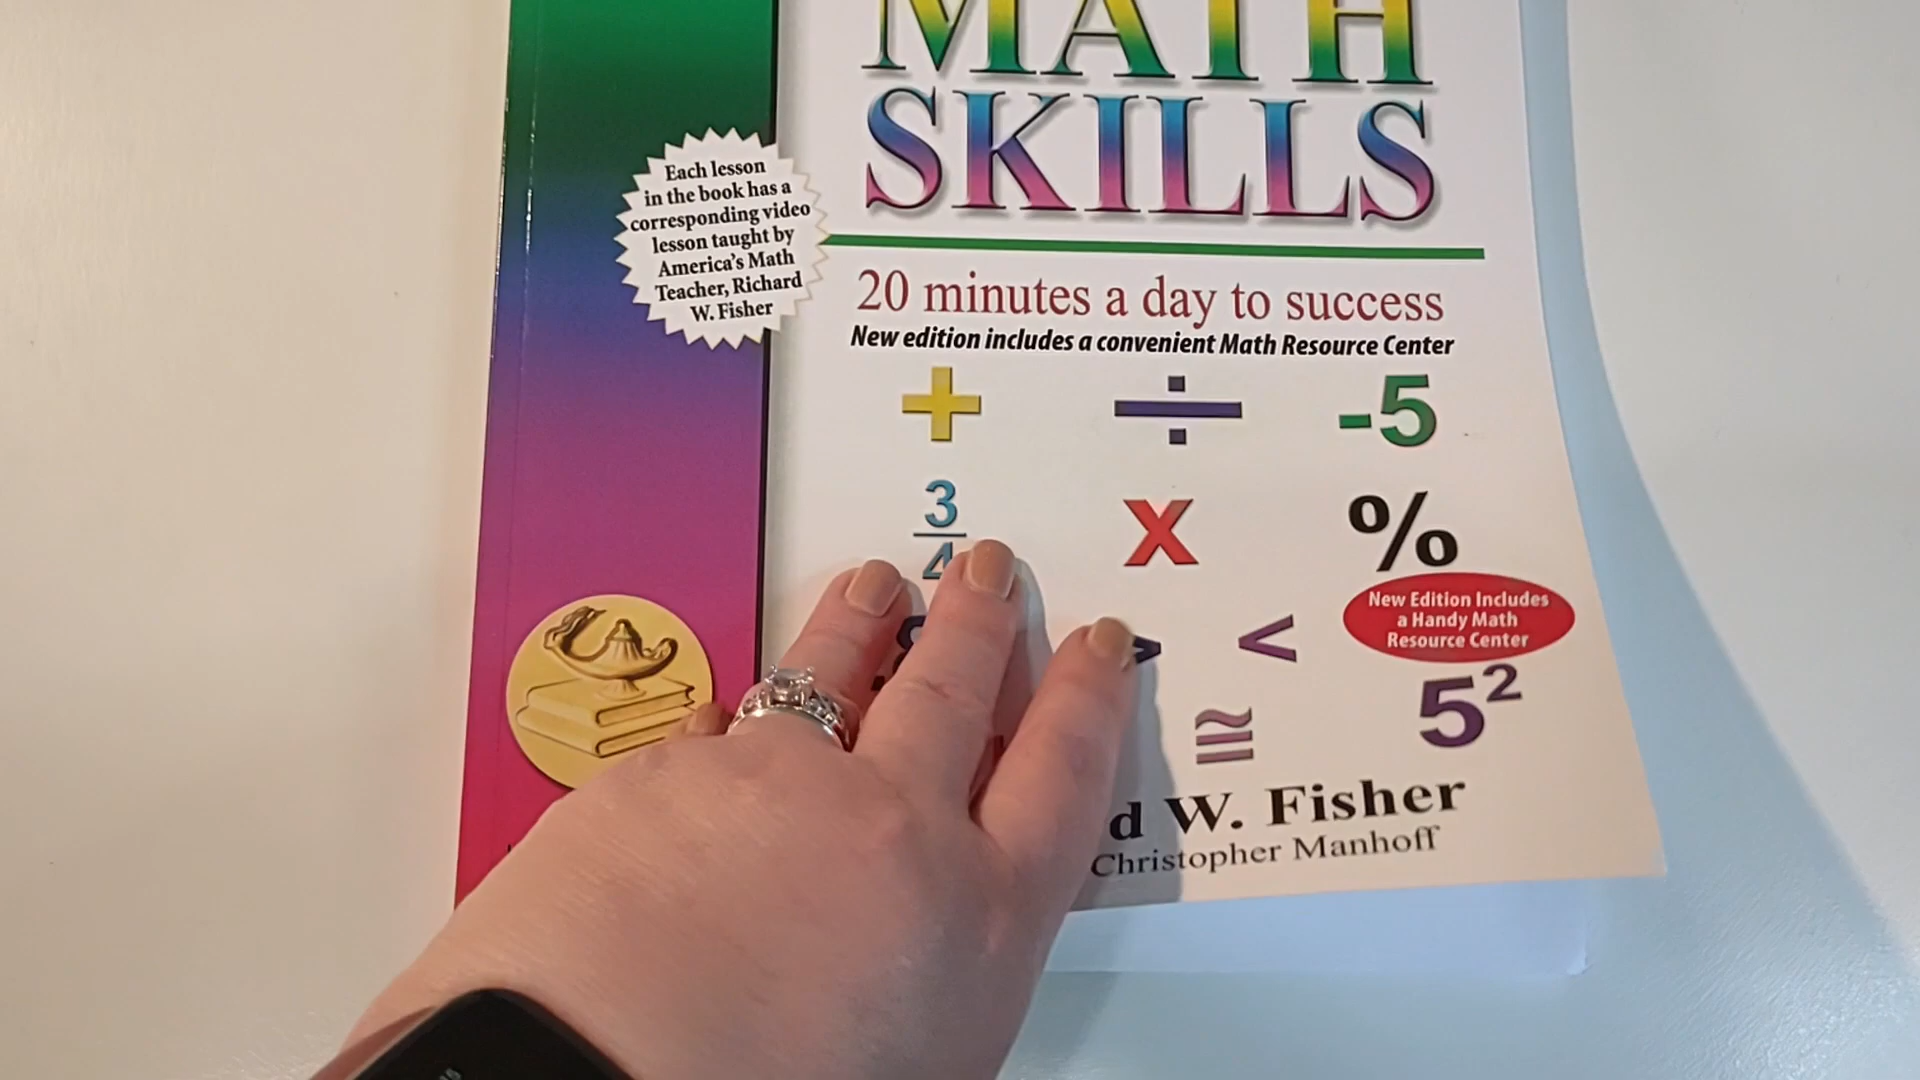 MATH
SKILLS
Each lesson
in the book has a
corresponding video
lesson taught by
America's Math
Teacher, Richard
W. Fisher
20 minutes a day to success
New edition includes a convenient Math Resource Center
+ ÷ -5
3
4
x %
> <
New Edition Includes
a Handy Math
Resource Center
≅ 5²
d W. Fisher
Christopher Manhoff